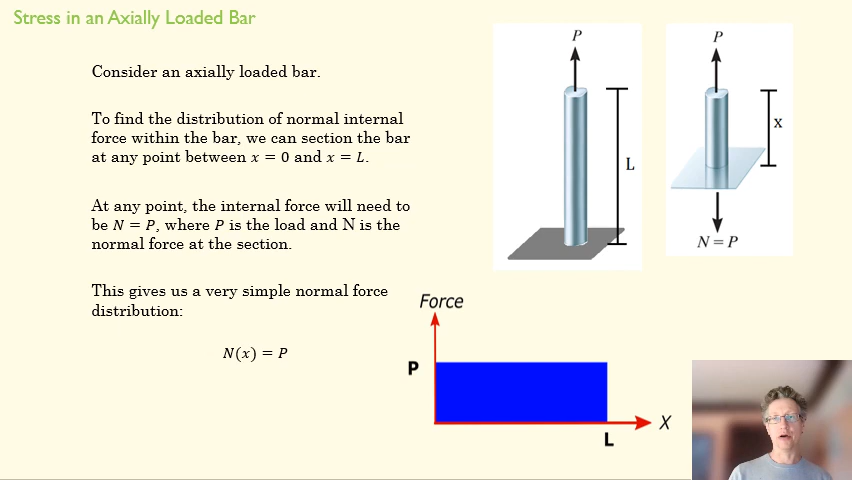 Stress in an Axially Loaded Bar
Consider an axially loaded bar.
To find the distribution of normal internal
force within the bar, we can section the bar
at any point between x = 0 and x = L.
At any point, the internal force will need to
be N = P, where P is the load and N is the
normal force at the section.
This gives us a very simple normal force
distribution:
N(x) = P
P
L
P
x
N = P
Force
P
X
L